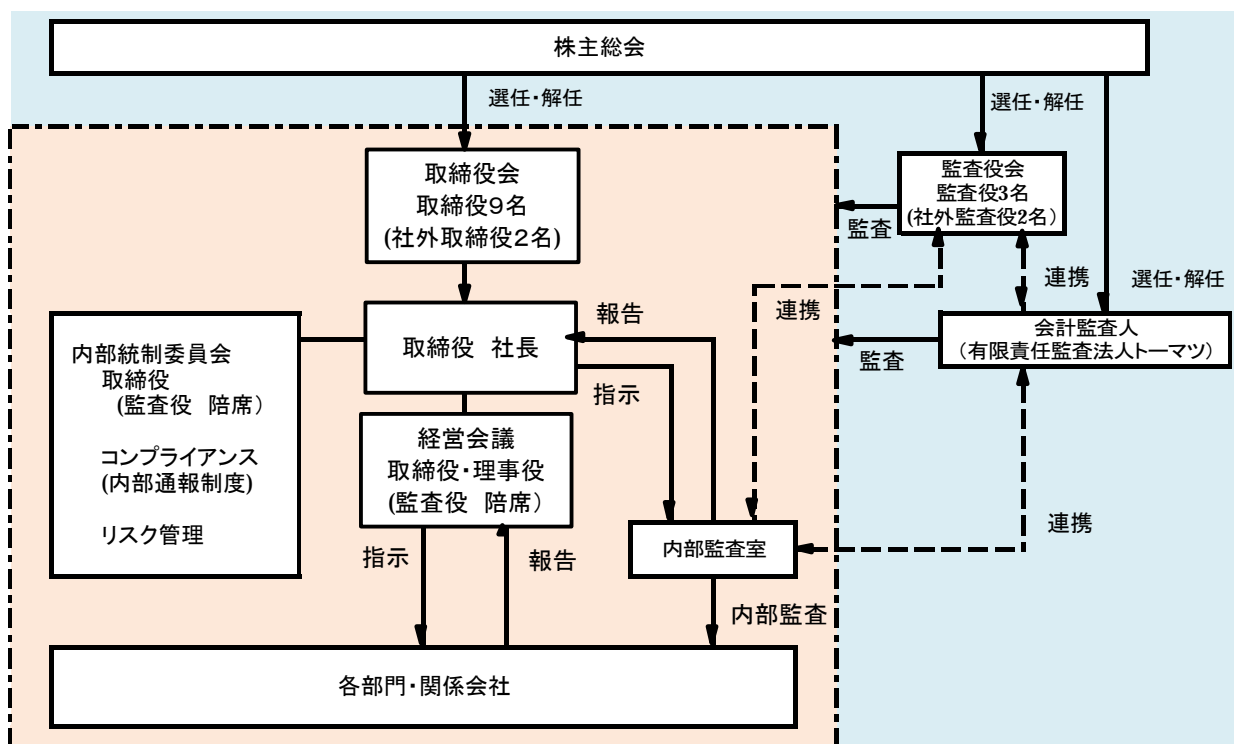 株主総会
選任・解任
選任・解任
取締役会
取締役9名
(社外取締役2名)
監査役会
監査役3名
(社外監査役2名)
監査
連携
連携
選任・解任
報告
取締役 社長
指示
会計監査人
(有限責任監査法人トーマツ)
監査
内部統制委員会
取締役
(監査役 陪席)
コンプライアンス
(内部通報制度)
リスク管理
経営会議
取締役・理事役
(監査役 陪席)
指示
報告
内部監査室
連携
内部監査
各部門・関係会社